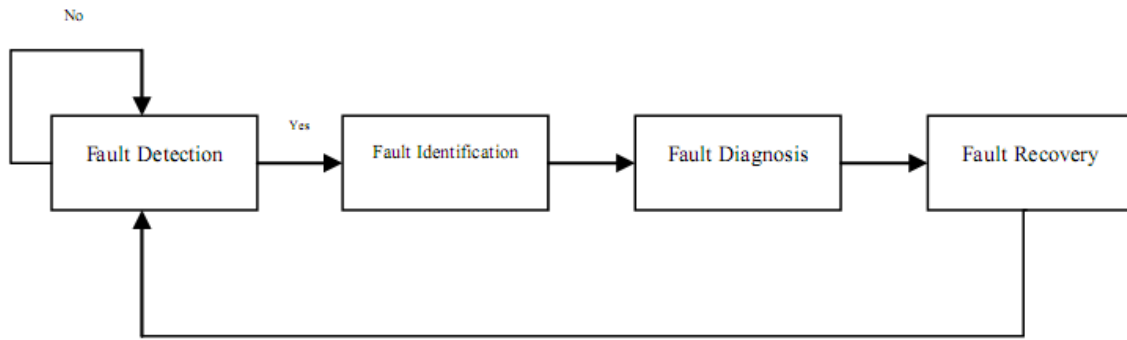 No
Yes
Fault Detection
Fault Identification
Fault Diagnosis
Fault Recovery